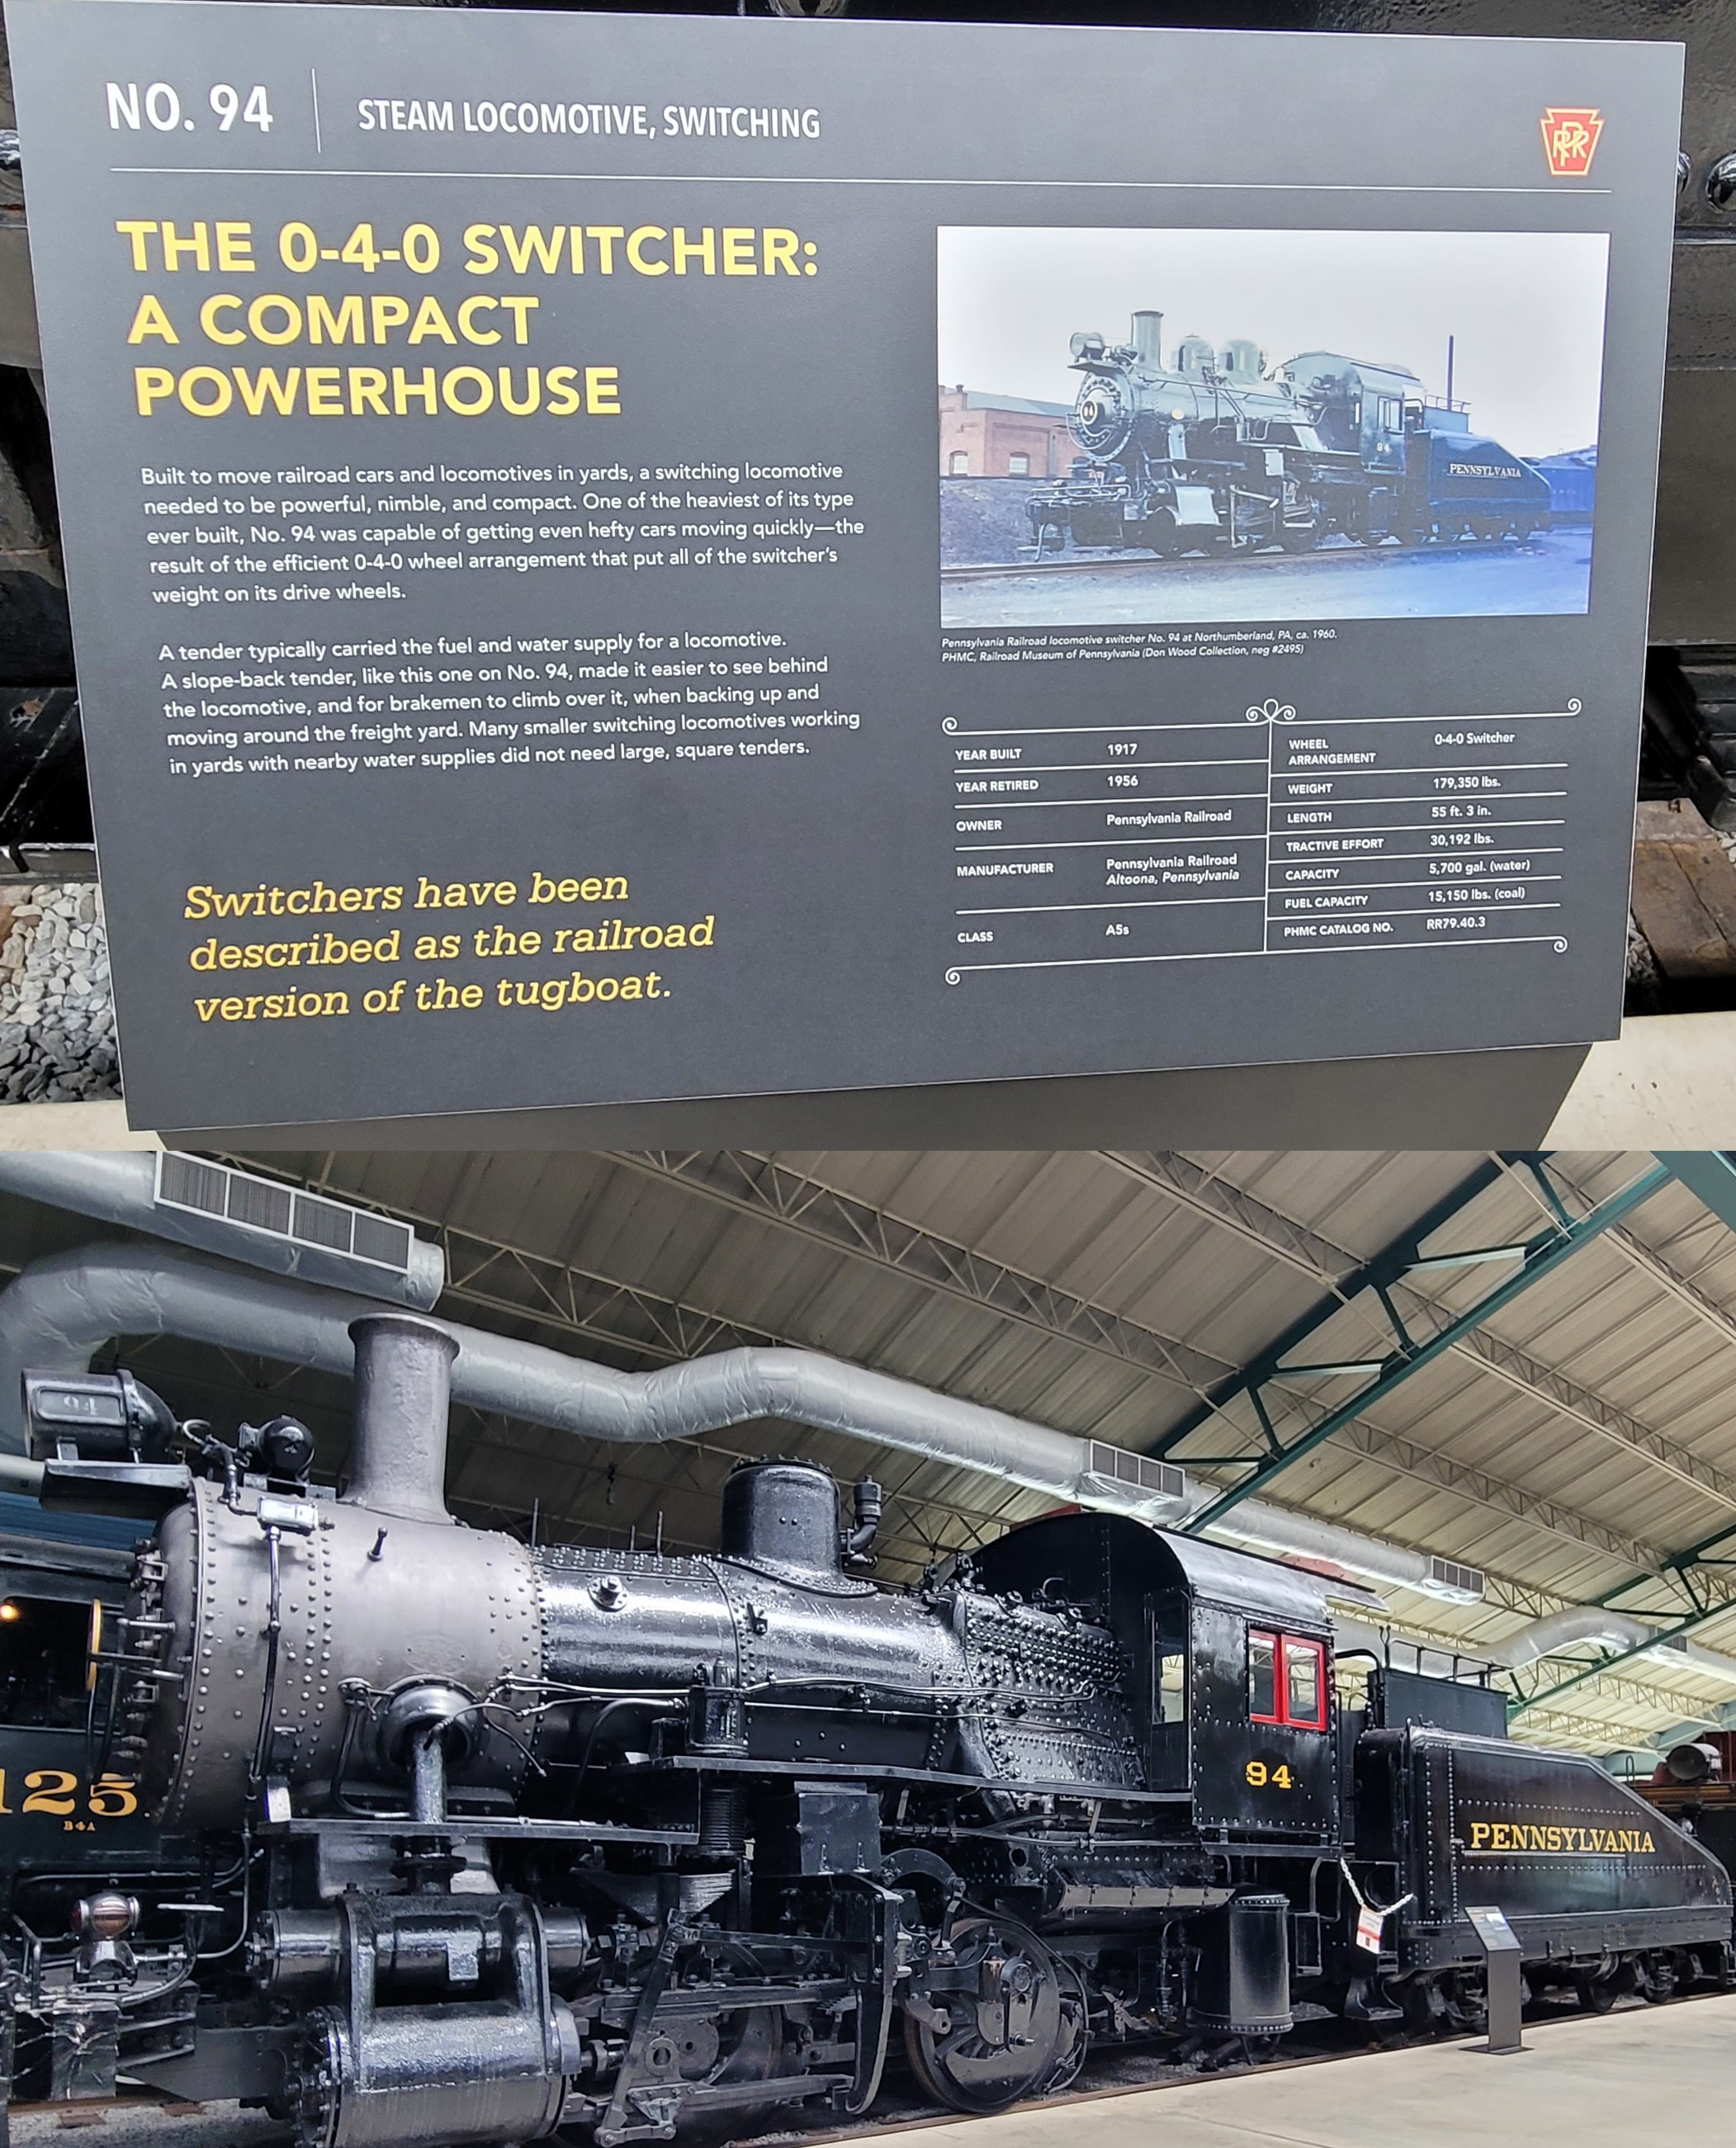 NO. 94
STEAM LOCOMOTIVE, SWITCHING
PRR
THE 0-4-0 SWITCHER:
A COMPACT
POWERHOUSE
Built to move railroad cars and locomotives in yards, a switching locomotive
needed to be powerful, nimble, and compact. One of the heaviest of its type
ever built, No. 94 was capable of getting even hefty cars moving quickly—the
result of the efficient 0-4-0 wheel arrangement that put all of the switcher's
weight on its drive wheels.
A tender typically carried the fuel and water supply for a locomotive.
A slope-back tender, like this one on No. 94, made it easier to see behind
the locomotive, and for brakemen to climb over it, when backing up and
moving around the freight yard. Many smaller switching locomotives working
in yards with nearby water supplies did not need large, square tenders.
Switchers have been
described as the railroad
version of the tugboat.
94
94
PENNSYLVANIA
Pennsylvania Railroad locomotive switcher No. 94 at Northumberland, PA, ca. 1960.
PHMC, Railroad Museum of Pennsylvania (Don Wood Collection, neg #2495)
YEAR BUILT 1917
YEAR RETIRED 1956
OWNER Pennsylvania Railroad
MANUFACTURER Pennsylvania Railroad
Altoona, Pennsylvania
CLASS A5s
WHEEL
ARRANGEMENT 0-4-0 Switcher
WEIGHT 179,350 lbs.
LENGTH 55 ft. 3 in.
TRACTIVE EFFORT 30,192 lbs.
CAPACITY 5,700 gal. (water)
FUEL CAPACITY 15,150 lbs. (coal)
PHMC CATALOG NO. RR79.40.3
94
94
125
B4A
PENNSYLVANIA